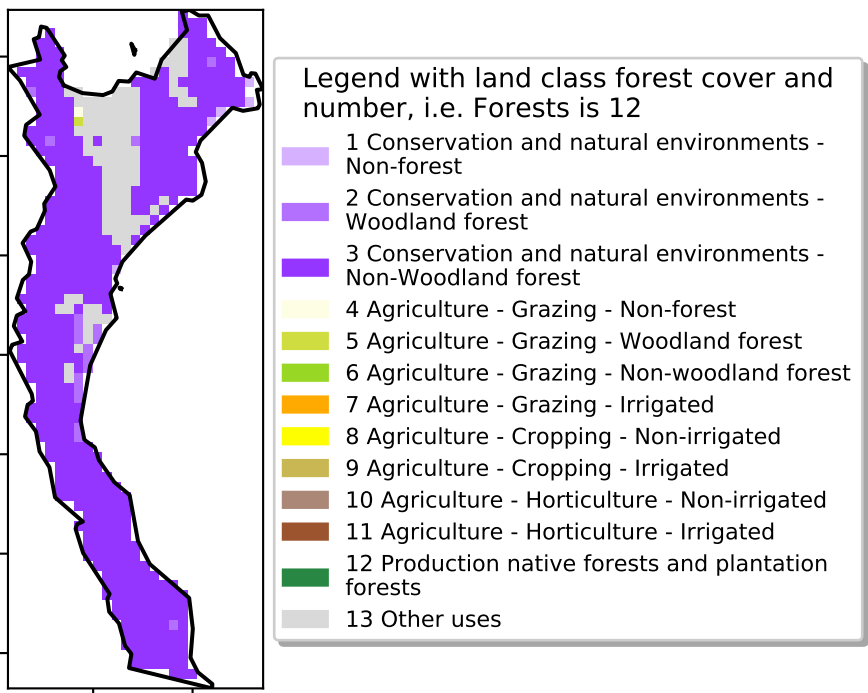 Legend with land class forest cover and
number, i.e. Forests is 12
1 Conservation and natural environments -
Non-forest
2 Conservation and natural environments -
Woodland forest
3 Conservation and natural environments -
Non-Woodland forest
4 Agriculture - Grazing - Non-forest
5 Agriculture - Grazing - Woodland forest
6 Agriculture - Grazing - Non-woodland forest
7 Agriculture - Grazing - Irrigated
8 Agriculture - Cropping - Non-irrigated
9 Agriculture - Cropping - Irrigated
10 Agriculture - Horticulture - Non-irrigated
11 Agriculture - Horticulture - Irrigated
12 Production native forests and plantation
forests
13 Other uses